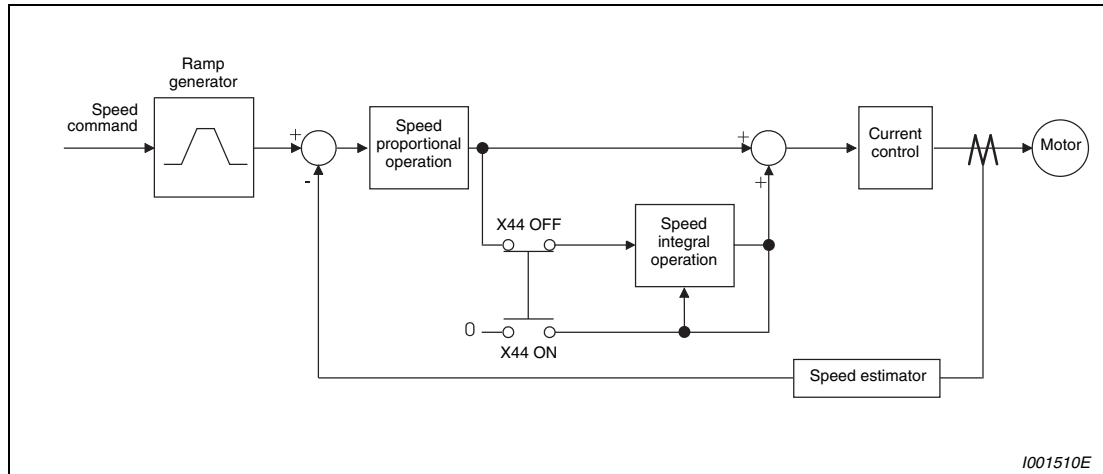 Ramp
generator
Speed
command
+
-
Speed
proportional
operation
+
+
Current
control
Motor
X44 OFF
Speed
integral
operation
0
X44 ON
Speed estimator
I001510E